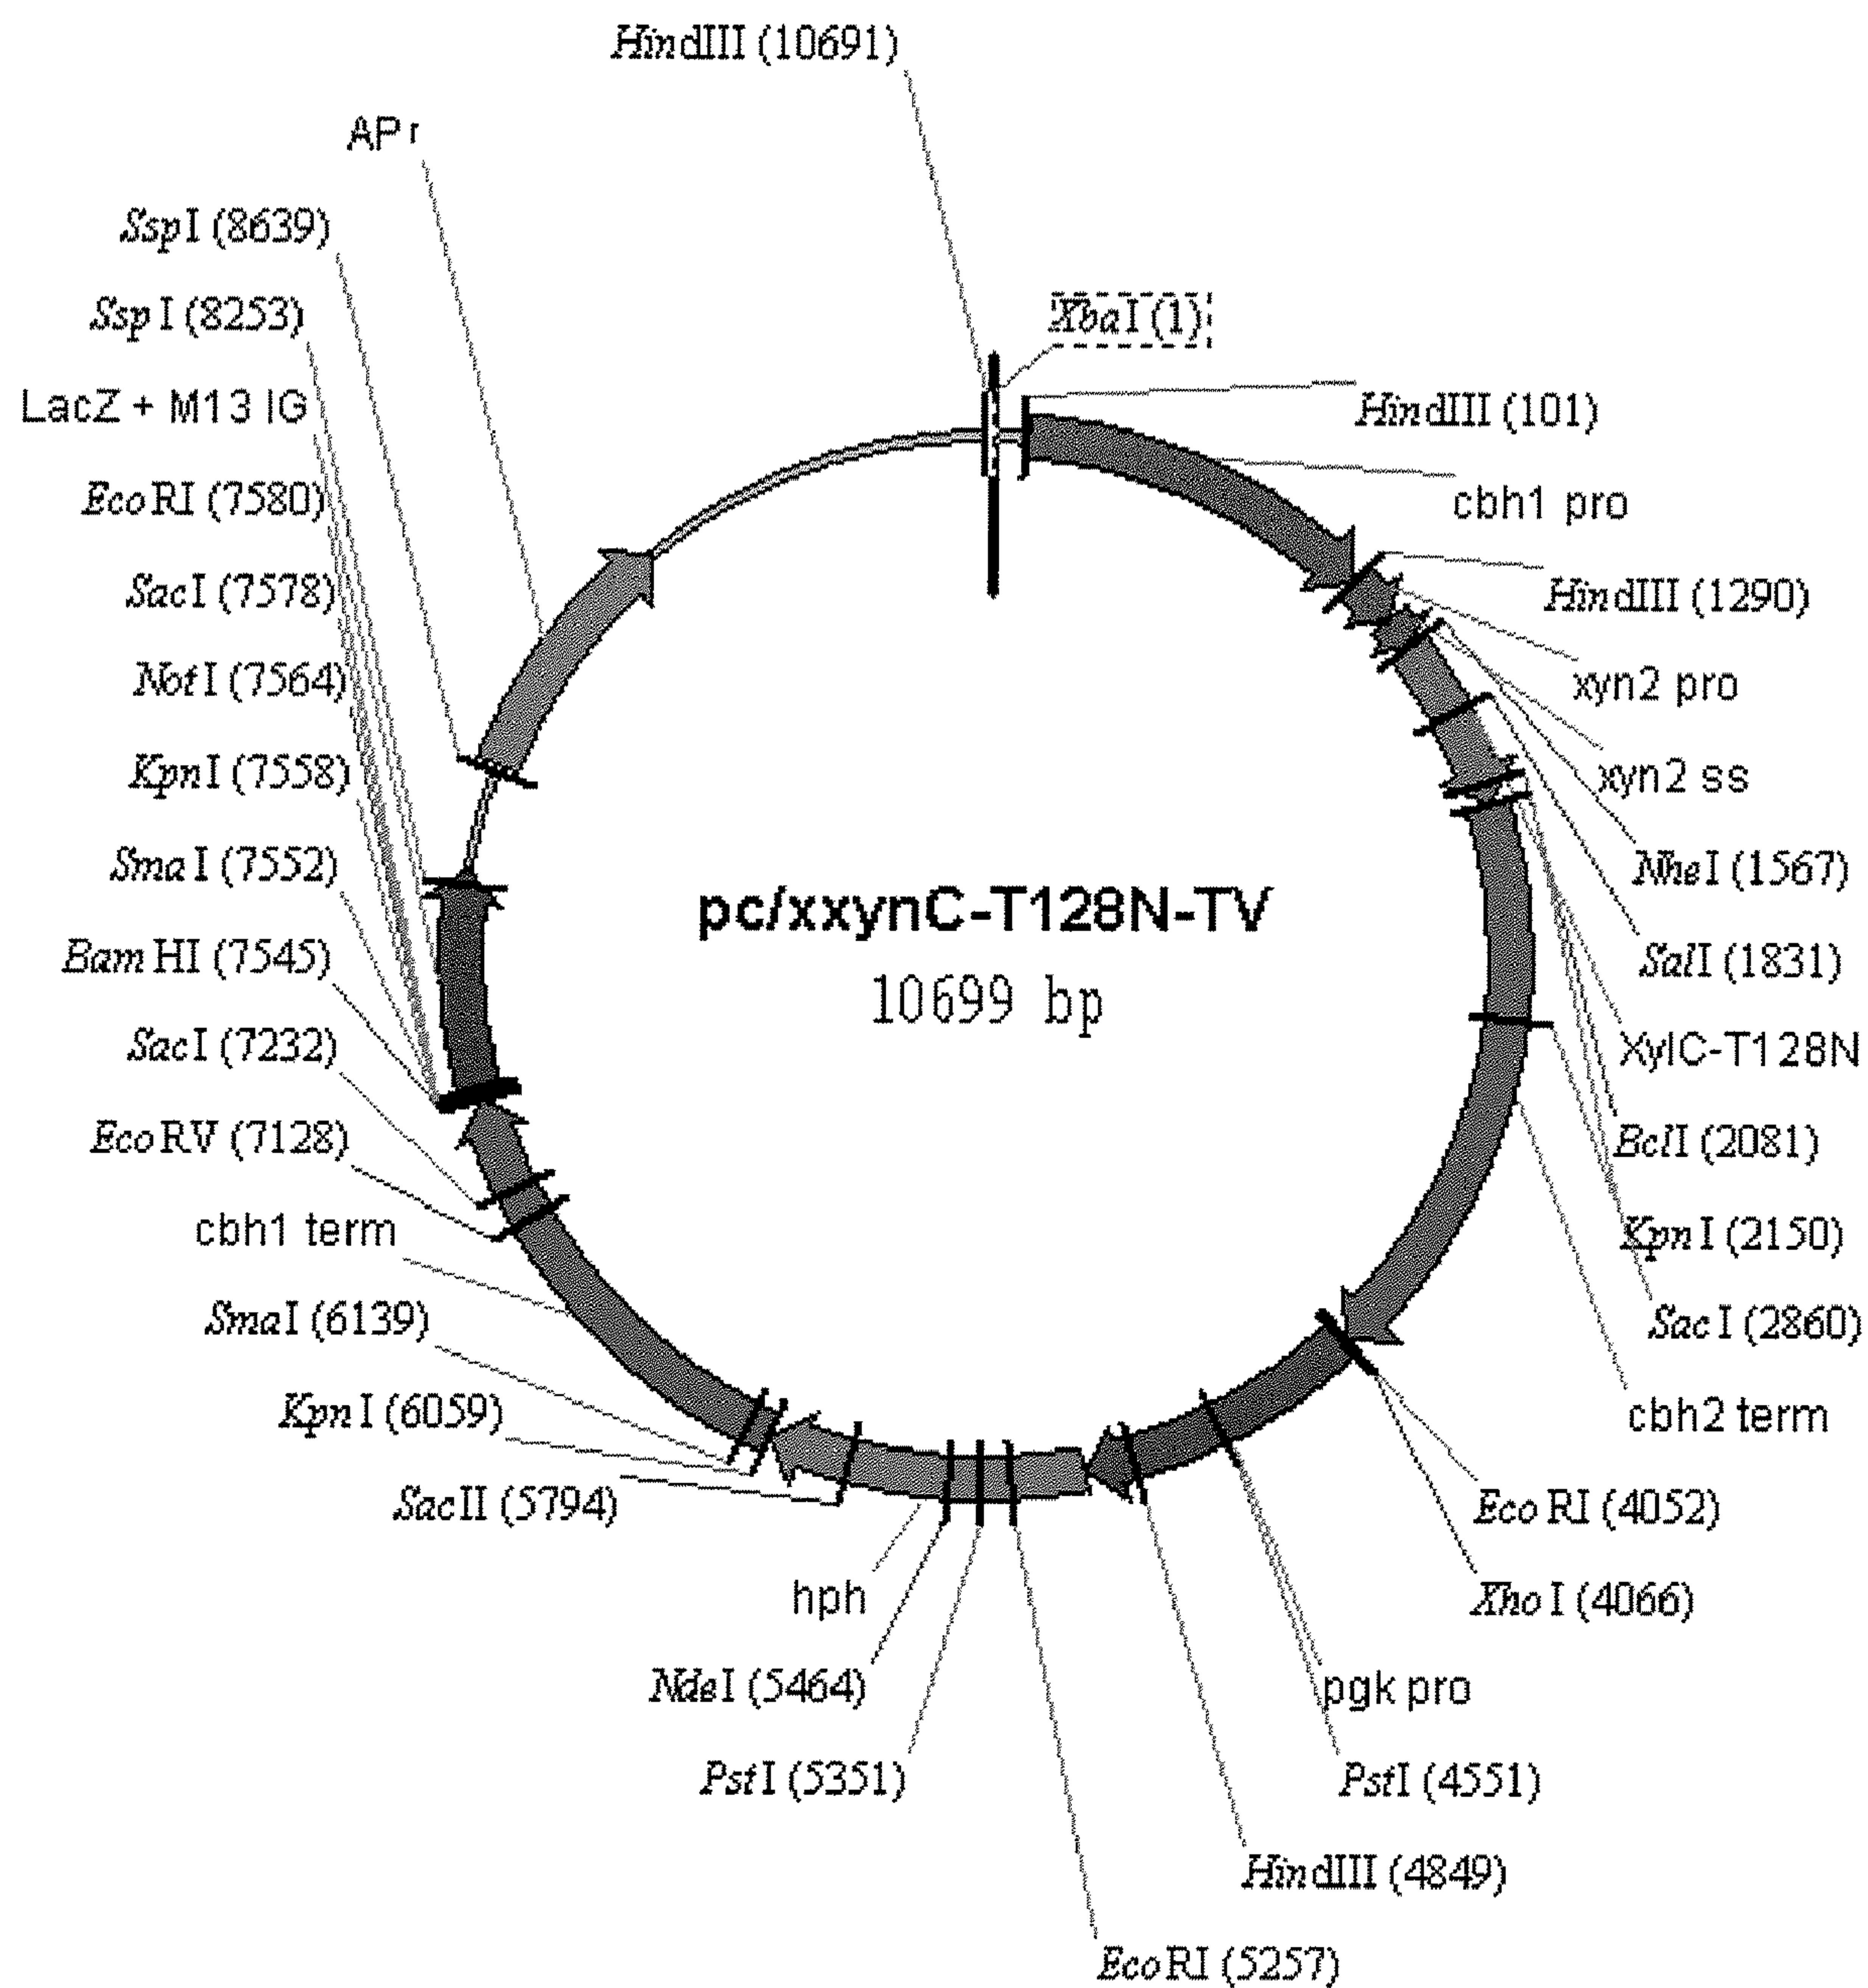 HindIII (10691)
APr
SspI (8639)
SspI (8253)
LacZ + M13 IG
EcoRI (7580)
SacI (7578)
NotI (7564)
KpnI (7558)
SmaI (7552)
BamHI (7545)
SacI (7232)
EcoRV (7128)
cbh1 term
SmaI (6139)
KpnI (6059)
SacII (5794)
hph
NdeI (5464)
PstI (5351)
XbaI (1)
HindIII (101)
cbh1 pro
HindIII (1290)
xyn2 pro
xyn2 ss
NheI (1567)
SalI (1831)
XylC-T128N
BclI (2081)
KpnI (2150)
SacI (2860)
cbh2 term
EcoRI (4052)
XhoI (4066)
pgk pro
PstI (4551)
HindIII (4849)
EcoRI (5257)
pc/xxynC-T128N-TV
10699 bp